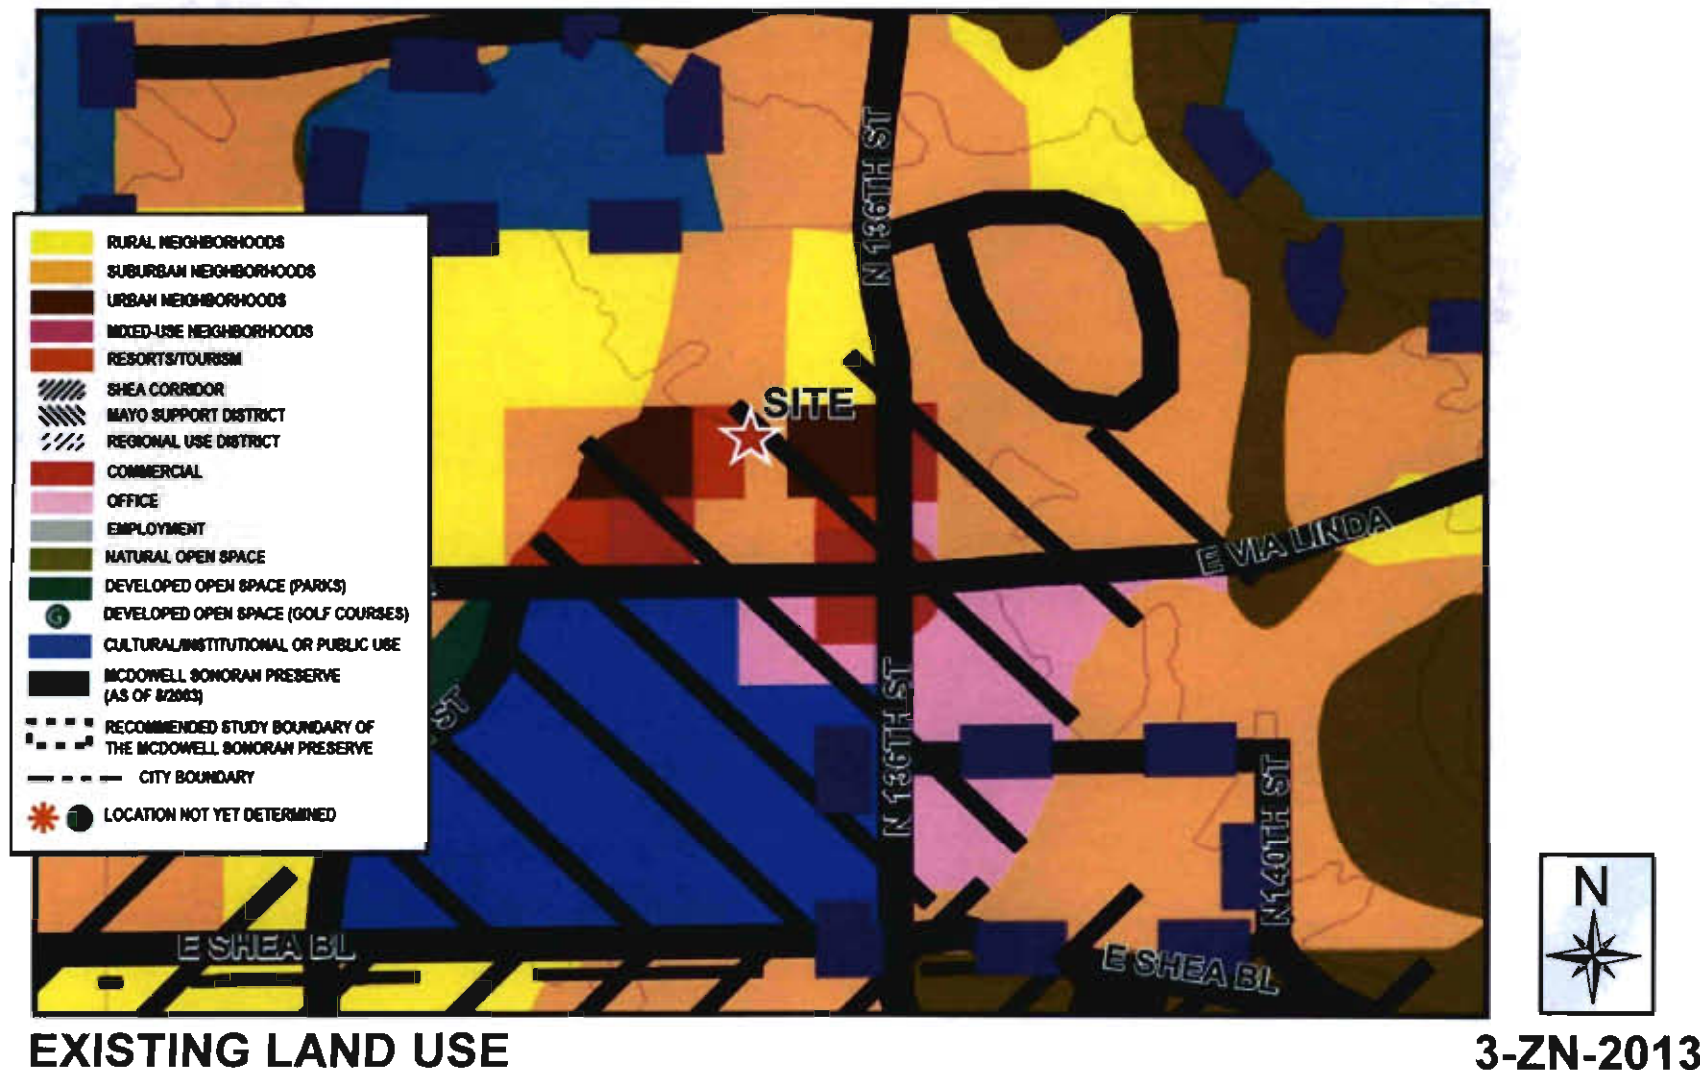 N 136TH ST
SITE
E VIA LINDA
RURAL NEIGHBORHOODS
SUBURBAN NEIGHBORHOODS
URBAN NEIGHBORHOODS
MIXED-USE NEIGHBORHOODS
RESORTS/TOURISM
SHEA CORRIDOR
MAYO SUPPORT DISTRICT
REGIONAL USE DISTRICT
COMMERCIAL
OFFICE
EMPLOYMENT
NATURAL OPEN SPACE
DEVELOPED OPEN SPACE (PARKS)
G DEVELOPED OPEN SPACE (GOLF COURSES)
CULTURAL/INSTITUTIONAL OR PUBLIC USE
MCDOWELL SONORAN PRESERVE
(AS OF 8/2003)
RECOMMENDED STUDY BOUNDARY OF
THE MCDOWELL SONORAN PRESERVE
CITY BOUNDARY
LOCATION NOT YET DETERMINED
ST
N 136TH ST
N 140TH ST
E SHEA BL
E SHEA BL
N
EXISTING LAND USE
3-ZN-2013